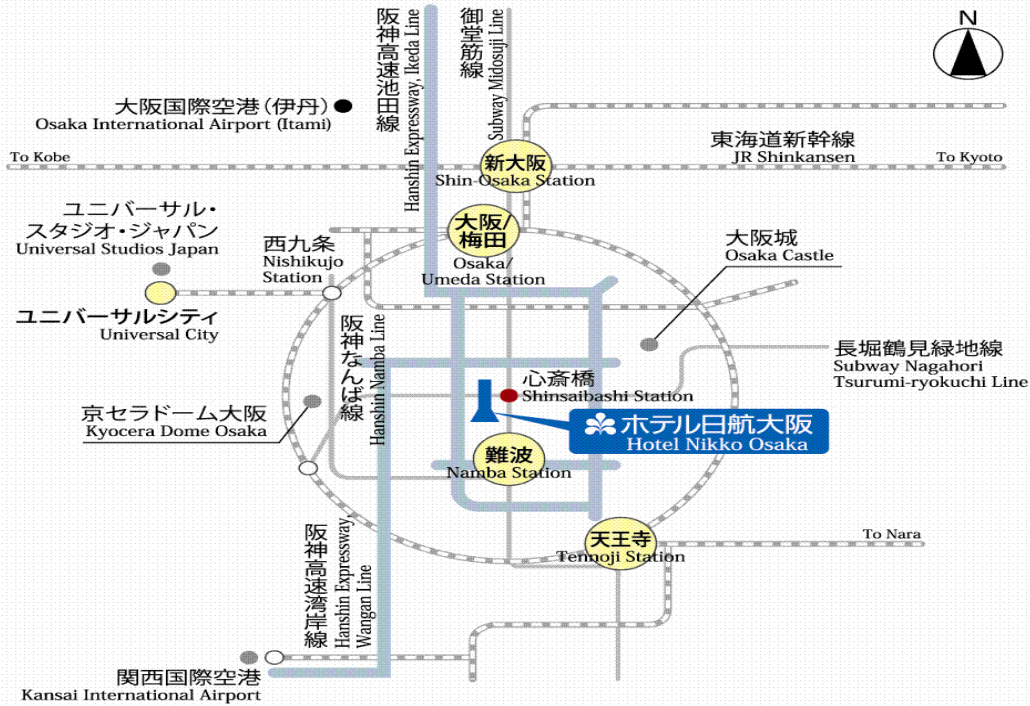 N
阪神高速池田線
Hanshin Expressway, Ikeda Line
御堂筋線
Subway Midosuji Line
大阪国際空港(伊丹)
Osaka International Airport (Itami)
東海道新幹線
JR Shinkansen
To Kobe
To Kyoto
新大阪
Shin-Osaka Station
ユニバーサル・
スタジオ・ジャパン
Universal Studios Japan
西九条
Nishikujo
Station
大阪/
梅田
Osaka/
Umeda Station
大阪城
Osaka Castle
ユニバーサルシティ
Universal City
阪神なんば線
Hanshin Namba Line
長堀鶴見緑地線
Subway Nagahori
Tsurumi-ryokuchi Line
心斎橋
Shinsaibashi Station
京セラドーム大阪
Kyocera Dome Osaka
ホテル日航大阪
Hotel Nikko Osaka
難波
Namba Station
天王寺
Tennoji Station
To Nara
阪神高速湾岸線
Hanshin Expressway,
Wangan Line
関西国際空港
Kansai International Airport